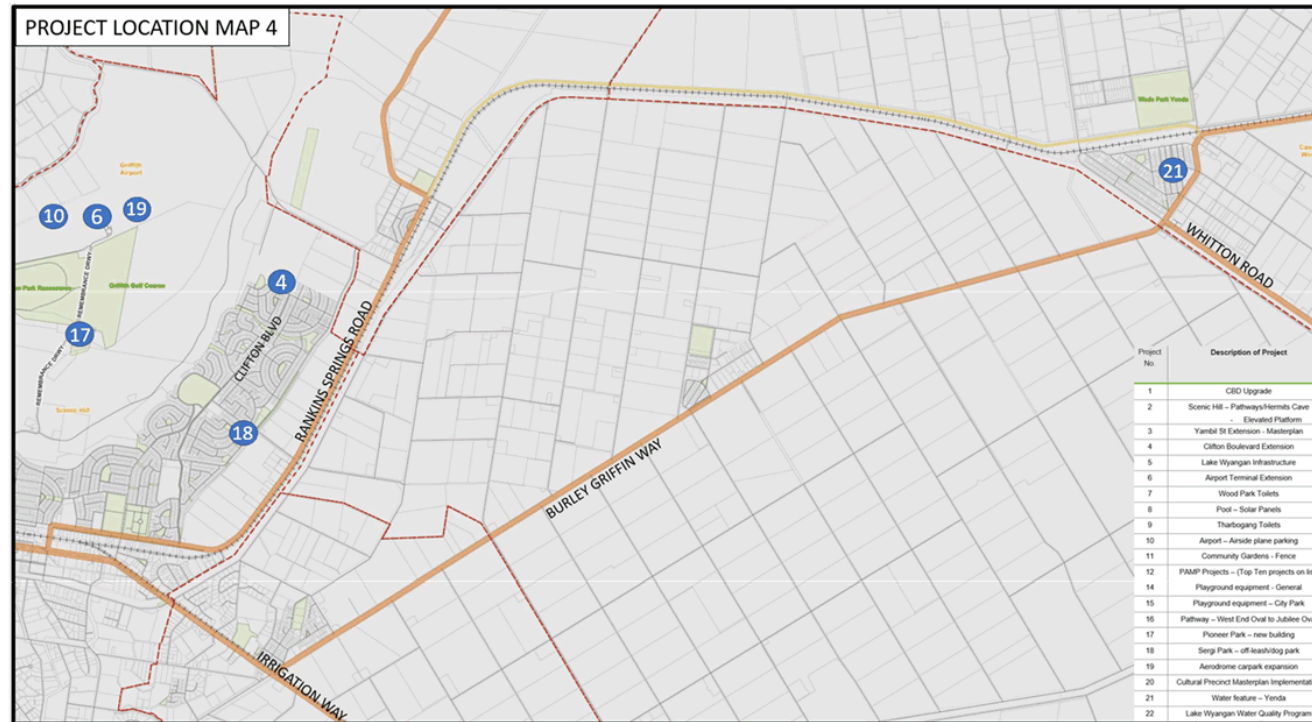 PROJECT LOCATION MAP 4
Wade Park Yenda
Griffith
Airport
10
6
19
21
REMEMBRANCE DRWY
Griffith Golf Course
4
WHITTON ROAD
CLIFTON BLVD
RANKINS SPRINGS ROAD
17
REMEMBRANCE DRWY
Scenic Hill
18
BURLEY GRIFFIN WAY
IRRIGATION WAY
Project No. Description of Project
1 CBD Upgrade
2 Scenic Hill – Pathways/Hermits Cave
- Elevated Platform
3 Yambil St Extension - Masterplan
4 Clifton Boulevard Extension
5 Lake Wyangan Infrastructure
6 Airport Terminal Extension
7 Wood Park Toilets
8 Pool – Solar Panels
9 Tharbogang Toilets
10 Airport – Airside plane parking
11 Community Gardens - Fence
12 PAMP Projects – (Top Ten projects on lis
14 Playground equipment - General
15 Playground equipment – City Park
16 Pathway – West End Oval to Jubilee Ov
17 Pioneer Park – new building
18 Sergi Park – off-leash/dog park
19 Aerodrome carpark expansion
20 Cultural Precinct Masterplan Implementati
21 Water feature – Yenda
22 Lake Wyangan Water Quality Program